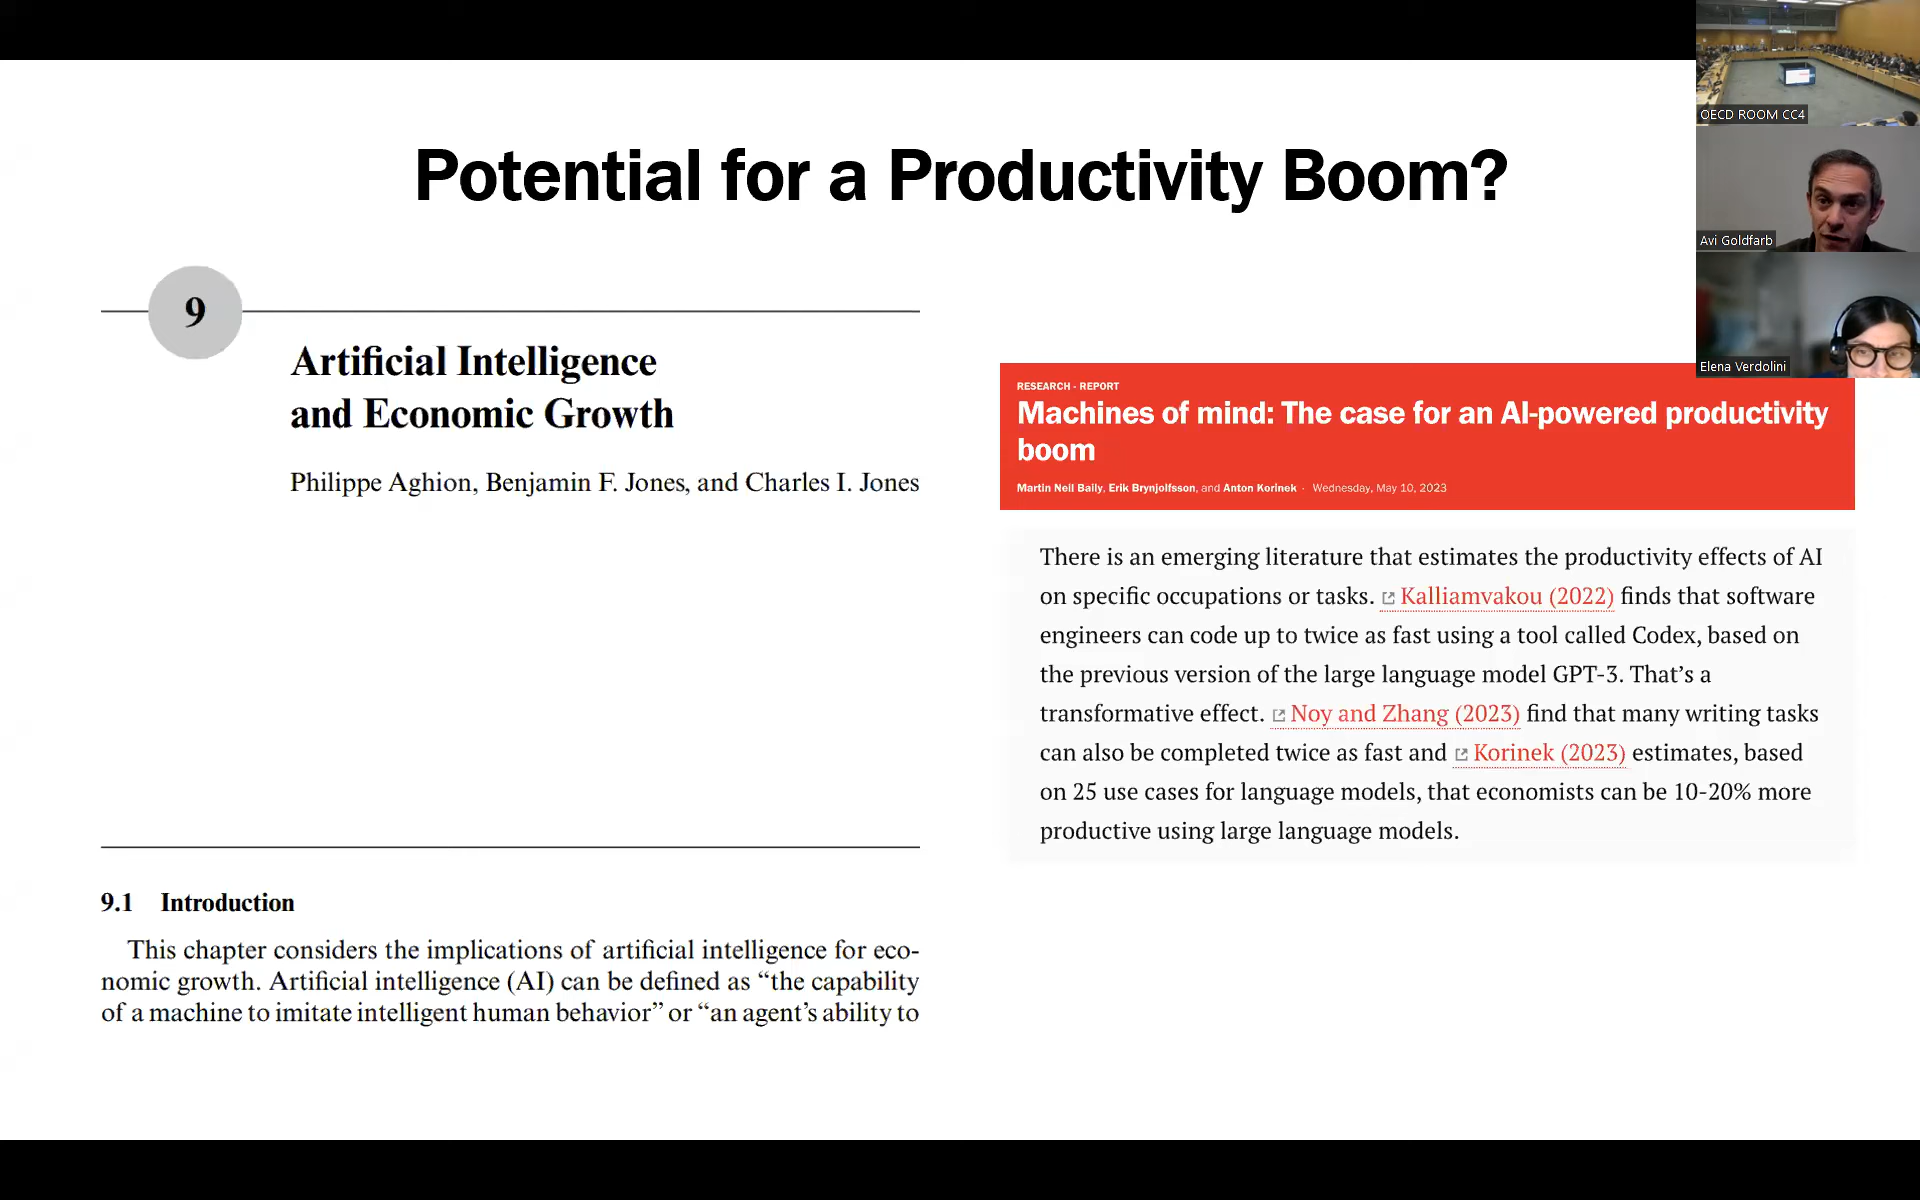 Potential for a Productivity Boom?
9
Artificial Intelligence
and Economic Growth
Philippe Aghion, Benjamin F. Jones, and Charles I. Jones
9.1 Introduction
This chapter considers the implications of artificial intelligence for eco-
nomic growth. Artificial intelligence (AI) can be defined as “the capability
of a machine to imitate intelligent human behavior” or “an agent’s ability to
RESEARCH - REPORT
Machines of mind: The case for an AI-powered productivity
boom
Martin Neil Baily, Erik Brynjolfsson, and Anton Korinek · Wednesday, May 10, 2023
There is an emerging literature that estimates the productivity effects of AI
on specific occupations or tasks. Kalliamvakou (2022) finds that software
engineers can code up to twice as fast using a tool called Codex, based on
the previous version of the large language model GPT-3. That’s a
transformative effect. Noy and Zhang (2023) find that many writing tasks
can also be completed twice as fast and Korinek (2023) estimates, based
on 25 use cases for language models, that economists can be 10-20% more
productive using large language models.
OECD ROOM CC4
Avi Goldfarb
Elena Verdolini